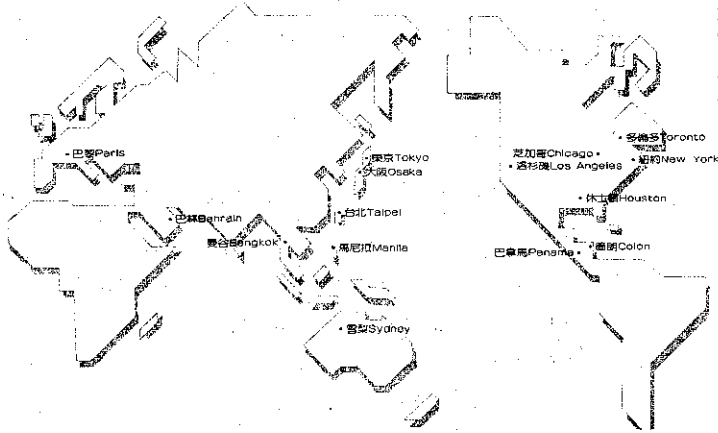 多倫多Toronto
巴黎Paris
芝加哥Chicago
紐約New York
東京Tokyo
洛杉磯Los Angeles
大阪Osaka
休士頓Houston
台北Taipei
巴林Bahrain
曼谷Bangkok
馬尼拉Manila
箇朗Colon
巴拿馬Panama
雪梨Sydney